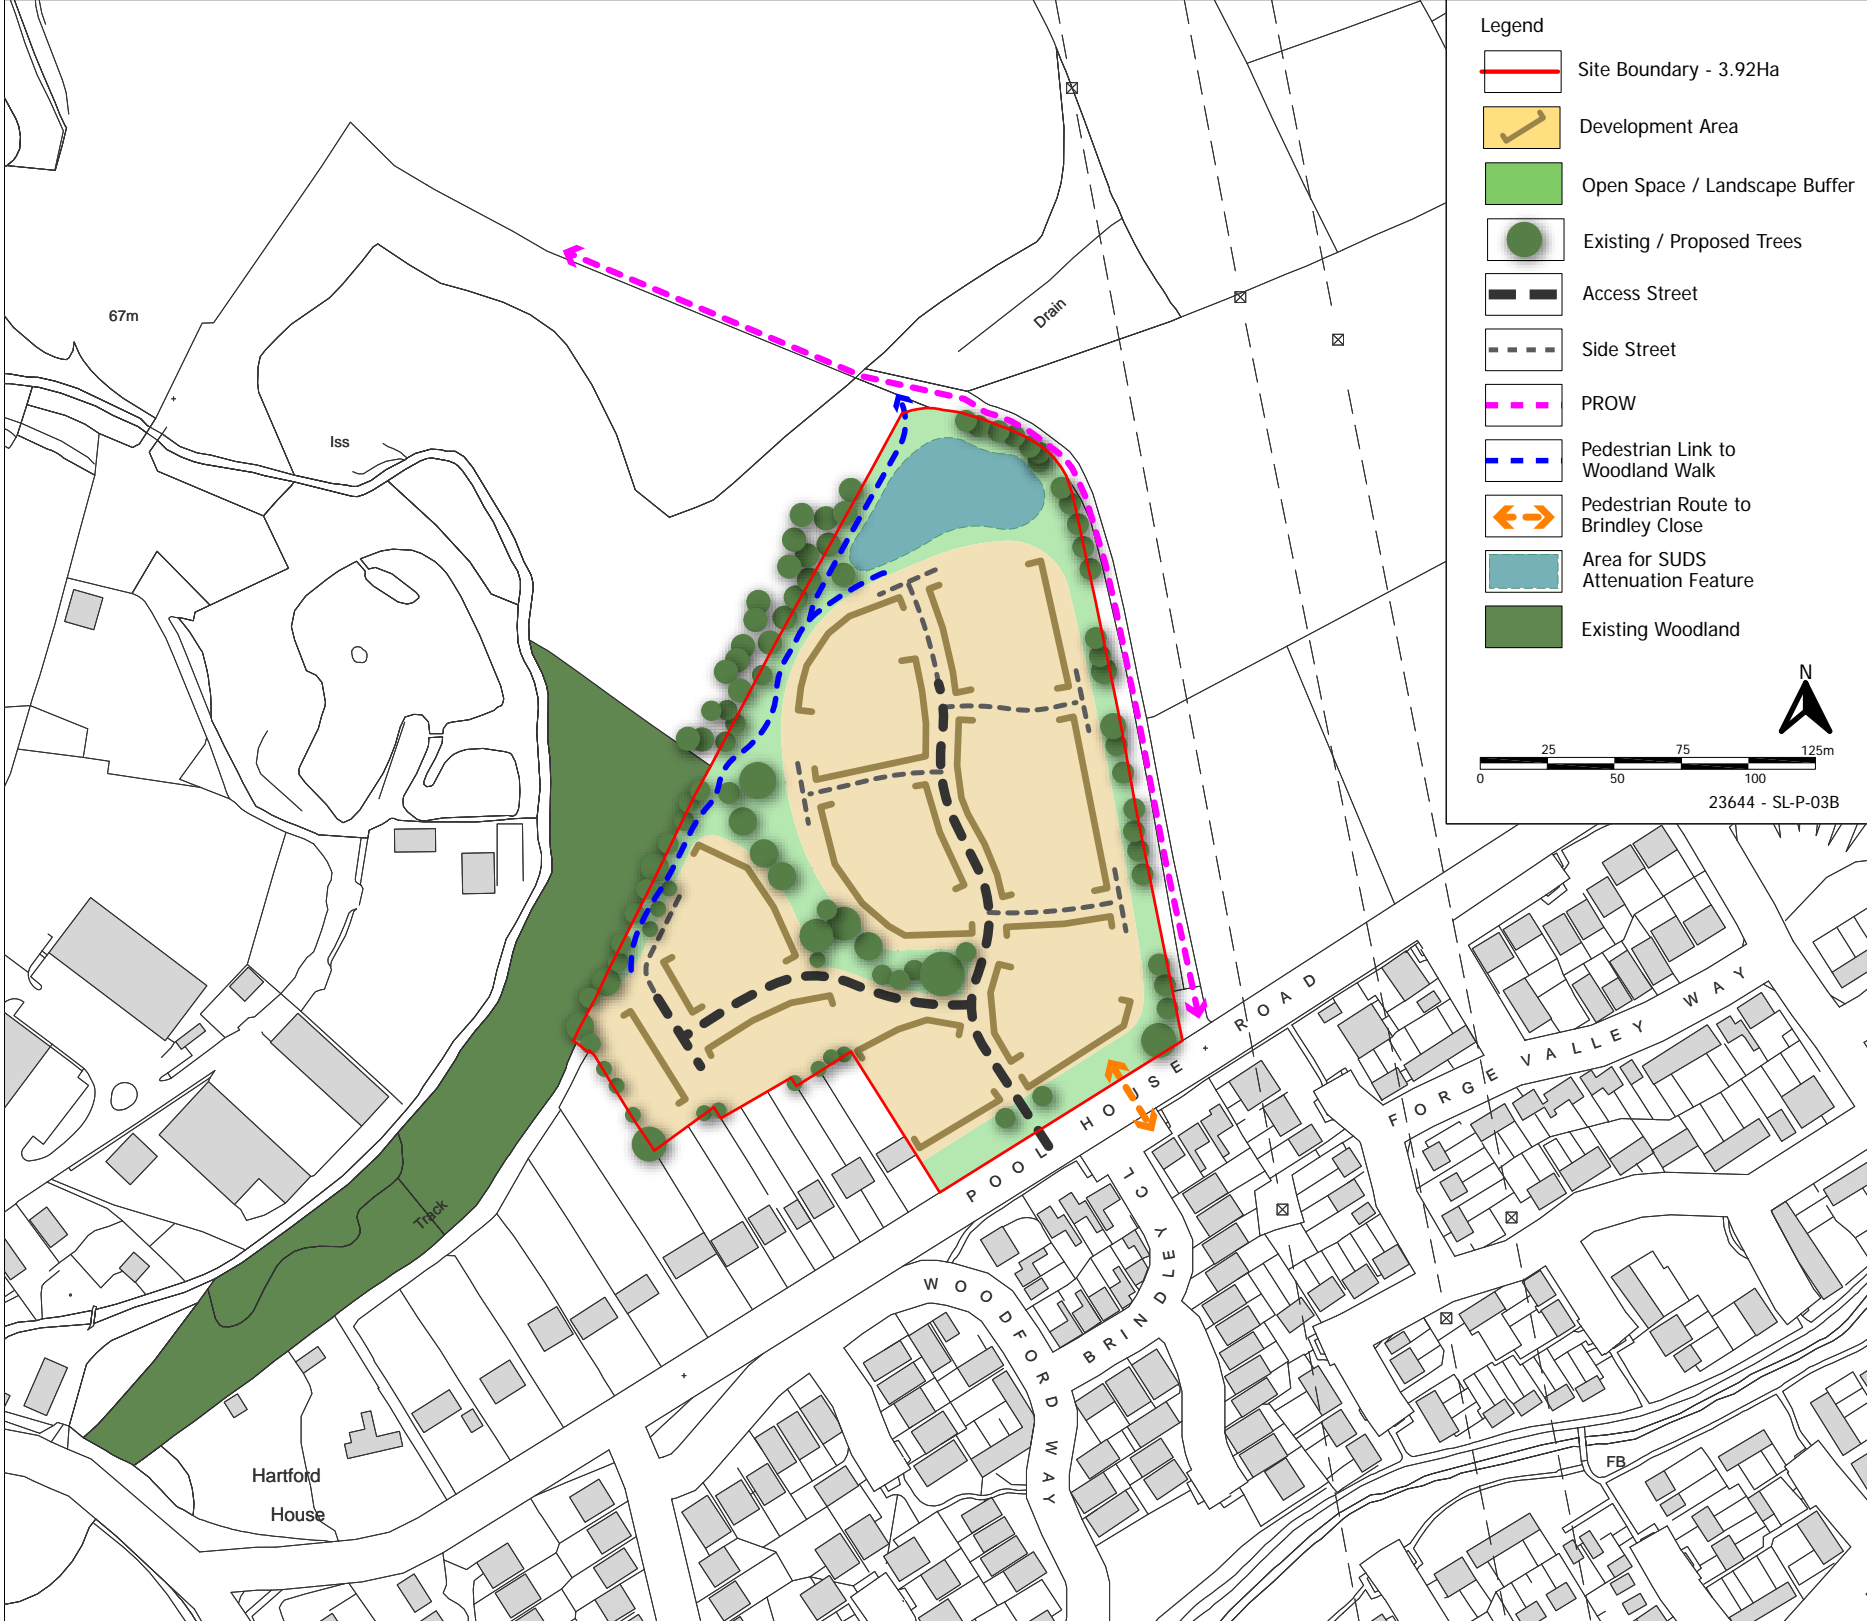 Legend
Site Boundary - 3.92Ha
Development Area
Open Space / Landscape Buffer
Existing / Proposed Trees
Access Street
Side Street
PROW
Pedestrian Link to
Woodland Walk
Pedestrian Route to
Brindley Close
Area for SUDS
Attenuation Feature
Existing Woodland
N
25 75 125m
0 50 100
23644 - SL-P-03B
67m
Drain
Iss
Track
POOL HOUSE ROAD
FORGE VALLEY WAY
BRINDLEY CL
WOODFORD WAY
Hartford
House
FB